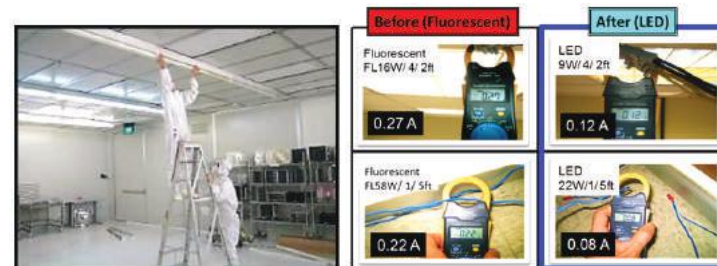 Before (Fluorescent)
After (LED)
Fluorescent
FL16W/ 4/ 2ft
0.27 A
LED
9W/ 4/ 2ft
0.12 A
Fluorescent
FL58W/ 1/ 5ft
0.22 A
LED
22W/1/ 5ft
0.08 A